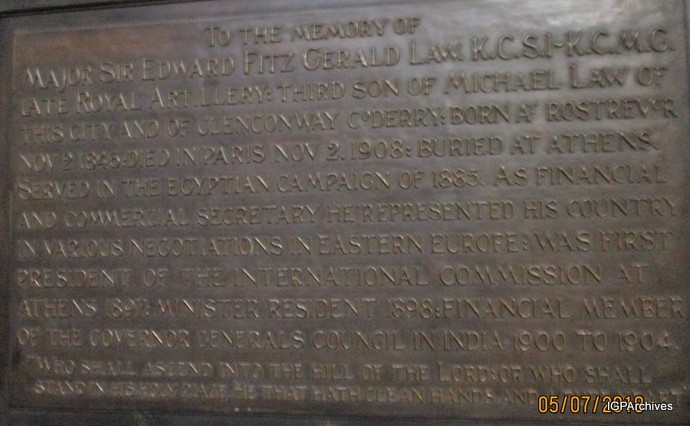 TO THE MEMORY OF
MAJOR SIR EDWARD FITZ GERALD LAW. K.C.S.I-K.C.M.G.
LATE ROYAL ARTILLERY: THIRD SON OF MICHAEL LAW OF
THIS CITY AND OF GLENCONWAY Co DERRY: BORN AT ROSTREVOR
NOV 2 1846: DIED IN PARIS NOV 2. 1908: BURIED AT ATHENS.
SERVED IN THE EGYPTIAN CAMPAIGN OF 1885. AS FINANCIAL
AND COMMERCIAL SECRETARY HE REPRESENTED HIS COUNTRY
IN VARIOUS NEGOTIATIONS IN EASTERN EUROPE: WAS FIRST
PRESIDENT OF THE INTERNATIONAL COMMISSION AT
ATHENS 1897: MINISTER RESIDENT 1898: FINANCIAL MEMBER
OF THE GOVERNOR GENERALS COUNCIL IN INDIA 1900 TO 1904.
"WHO SHALL ASCEND INTO THE HILL OF THE LORD: OR WHO SHALL
STAND IN HIS HOLY PLACE HE THAT HATH CLEAN HANDS AND
05/07/2019
IGPArchives